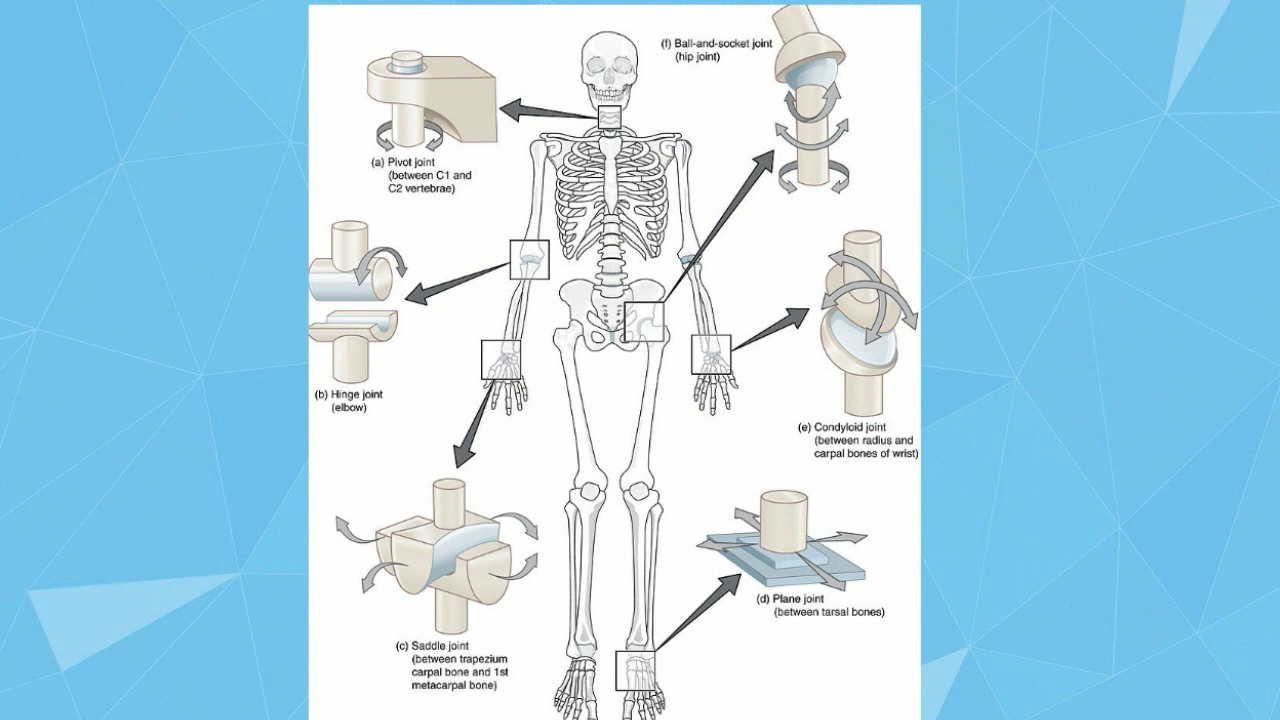 (a) Pivot joint
(between C1 and
C2 vertebrae)
(b) Hinge joint
(elbow)
(c) Saddle joint
(between trapezium
carpal bone and 1st
metacarpal bone)
(d) Plane joint
(between tarsal bones)
(e) Condyloid joint
(between radius and
carpal bones of wrist)
(f) Ball-and-socket joint
(hip joint)